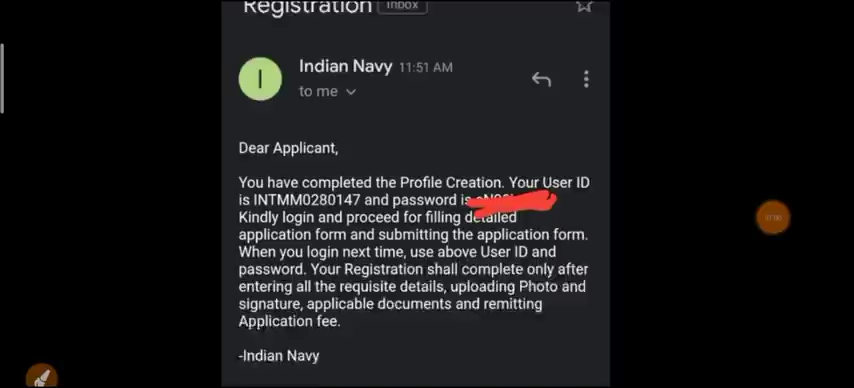 Registration Inbox
I Indian Navy 11:51 AM
to me
Dear Applicant,
You have completed the Profile Creation. Your User ID
is INTMM0280147 and password is
Kindly login and proceed for filling detailed
application form and submitting the application form.
When you login next time, use above User ID and
password. Your Registration shall complete only after
entering all the requisite details, uploading Photo and
signature, applicable documents and remitting
Application fee.
-Indian Navy